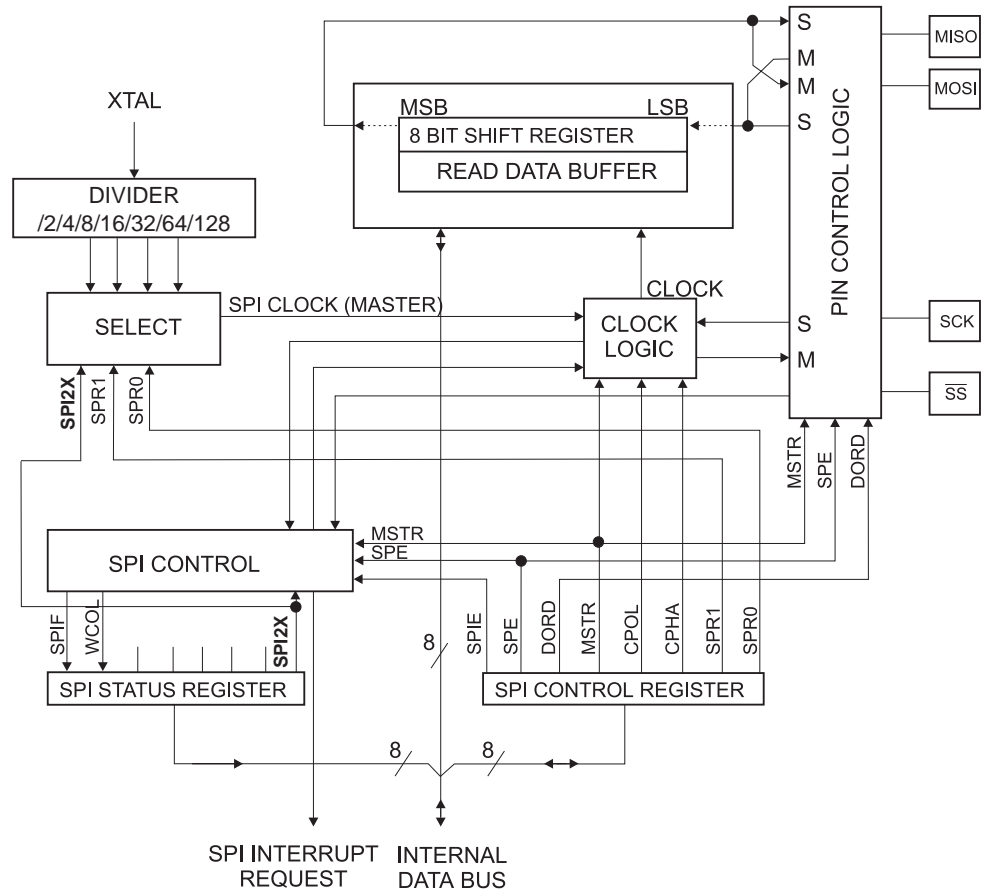 S
MISO
M
MOSI
M
S
PIN CONTROL LOGIC
XTAL
MSB
LSB
8 BIT SHIFT REGISTER
READ DATA BUFFER
DIVIDER
/2/4/8/16/32/64/128
SPI CLOCK (MASTER)
CLOCK
SELECT
CLOCK
LOGIC
S
M
SCK
SS
SPI2X
SPR1
SPR0
MSTR
SPE
DORD
MSTR
SPE
SPI CONTROL
SPIF
WCOL
SPI2X
8
SPIE
SPE
DORD
MSTR
CPOL
CPHA
SPR1
SPR0
SPI STATUS REGISTER
SPI CONTROL REGISTER
8
8
SPI INTERRUPT
REQUEST
INTERNAL
DATA BUS